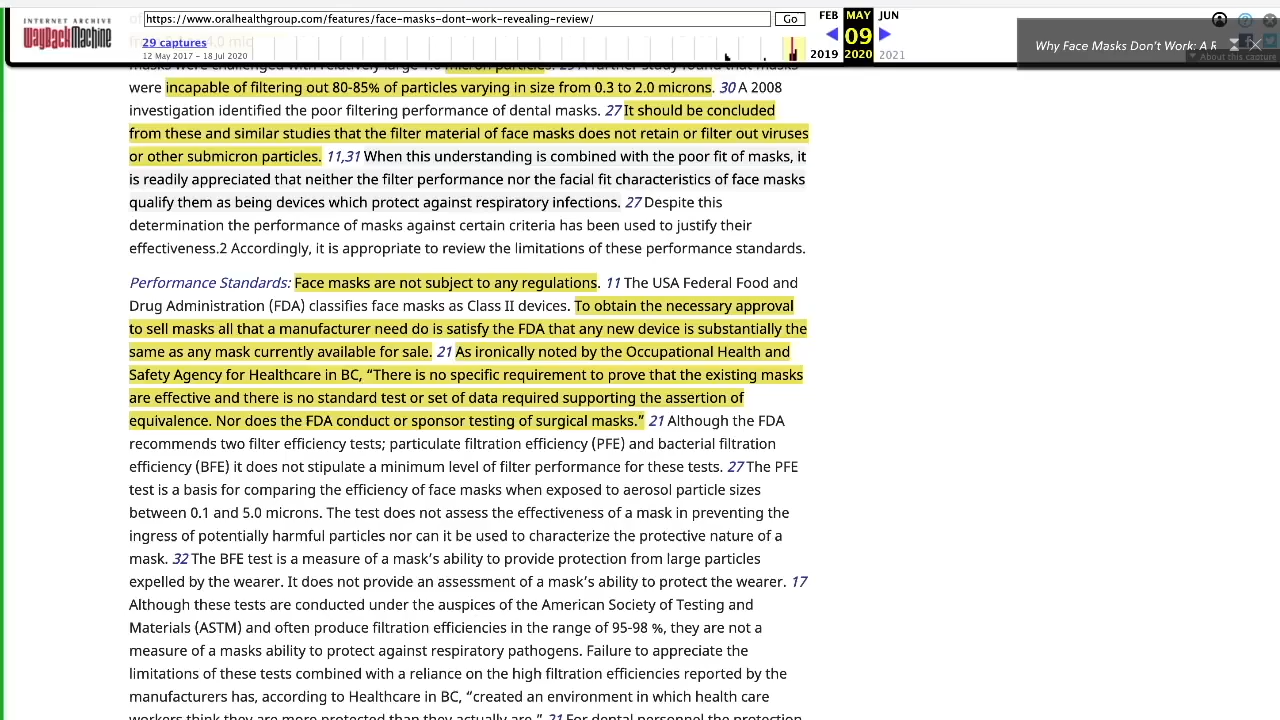 https://www.oralhealthgroup.com/features/face-masks-dont-work-revealing-review/
Go
FEB MAY JUN
INTERNET ARCHIVE
WayBackMachine
29 captures
12 May 2017 – 18 Jul 2020
09
2019 2020 2021
Why Face Masks Don't Work: A R
About this capture
were incapable of filtering out 80-85% of particles varying in size from 0.3 to 2.0 microns. 30 A 2008
investigation identified the poor filtering performance of dental masks. 27 It should be concluded
from these and similar studies that the filter material of face masks does not retain or filter out viruses
or other submicron particles. 11,31 When this understanding is combined with the poor fit of masks, it
is readily appreciated that neither the filter performance nor the facial fit characteristics of face masks
qualify them as being devices which protect against respiratory infections. 27 Despite this
determination the performance of masks against certain criteria has been used to justify their
effectiveness.2 Accordingly, it is appropriate to review the limitations of these performance standards.
Performance Standards: Face masks are not subject to any regulations. 11 The USA Federal Food and
Drug Administration (FDA) classifies face masks as Class II devices. To obtain the necessary approval
to sell masks all that a manufacturer need do is satisfy the FDA that any new device is substantially the
same as any mask currently available for sale. 21 As ironically noted by the Occupational Health and
Safety Agency for Healthcare in BC, “There is no specific requirement to prove that the existing masks
are effective and there is no standard test or set of data required supporting the assertion of
equivalence. Nor does the FDA conduct or sponsor testing of surgical masks.” 21 Although the FDA
recommends two filter efficiency tests; particulate filtration efficiency (PFE) and bacterial filtration
efficiency (BFE) it does not stipulate a minimum level of filter performance for these tests. 27 The PFE
test is a basis for comparing the efficiency of face masks when exposed to aerosol particle sizes
between 0.1 and 5.0 microns. The test does not assess the effectiveness of a mask in preventing the
ingress of potentially harmful particles nor can it be used to characterize the protective nature of a
mask. 32 The BFE test is a measure of a mask’s ability to provide protection from large particles
expelled by the wearer. It does not provide an assessment of a mask’s ability to protect the wearer. 17
Although these tests are conducted under the auspices of the American Society of Testing and
Materials (ASTM) and often produce filtration efficiencies in the range of 95-98 %, they are not a
measure of a masks ability to protect against respiratory pathogens. Failure to appreciate the
limitations of these tests combined with a reliance on the high filtration efficiencies reported by the
manufacturers has, according to Healthcare in BC, “created an environment in which health care
workers think they are more protected than they actually are.” 21 For dental personnel the protection